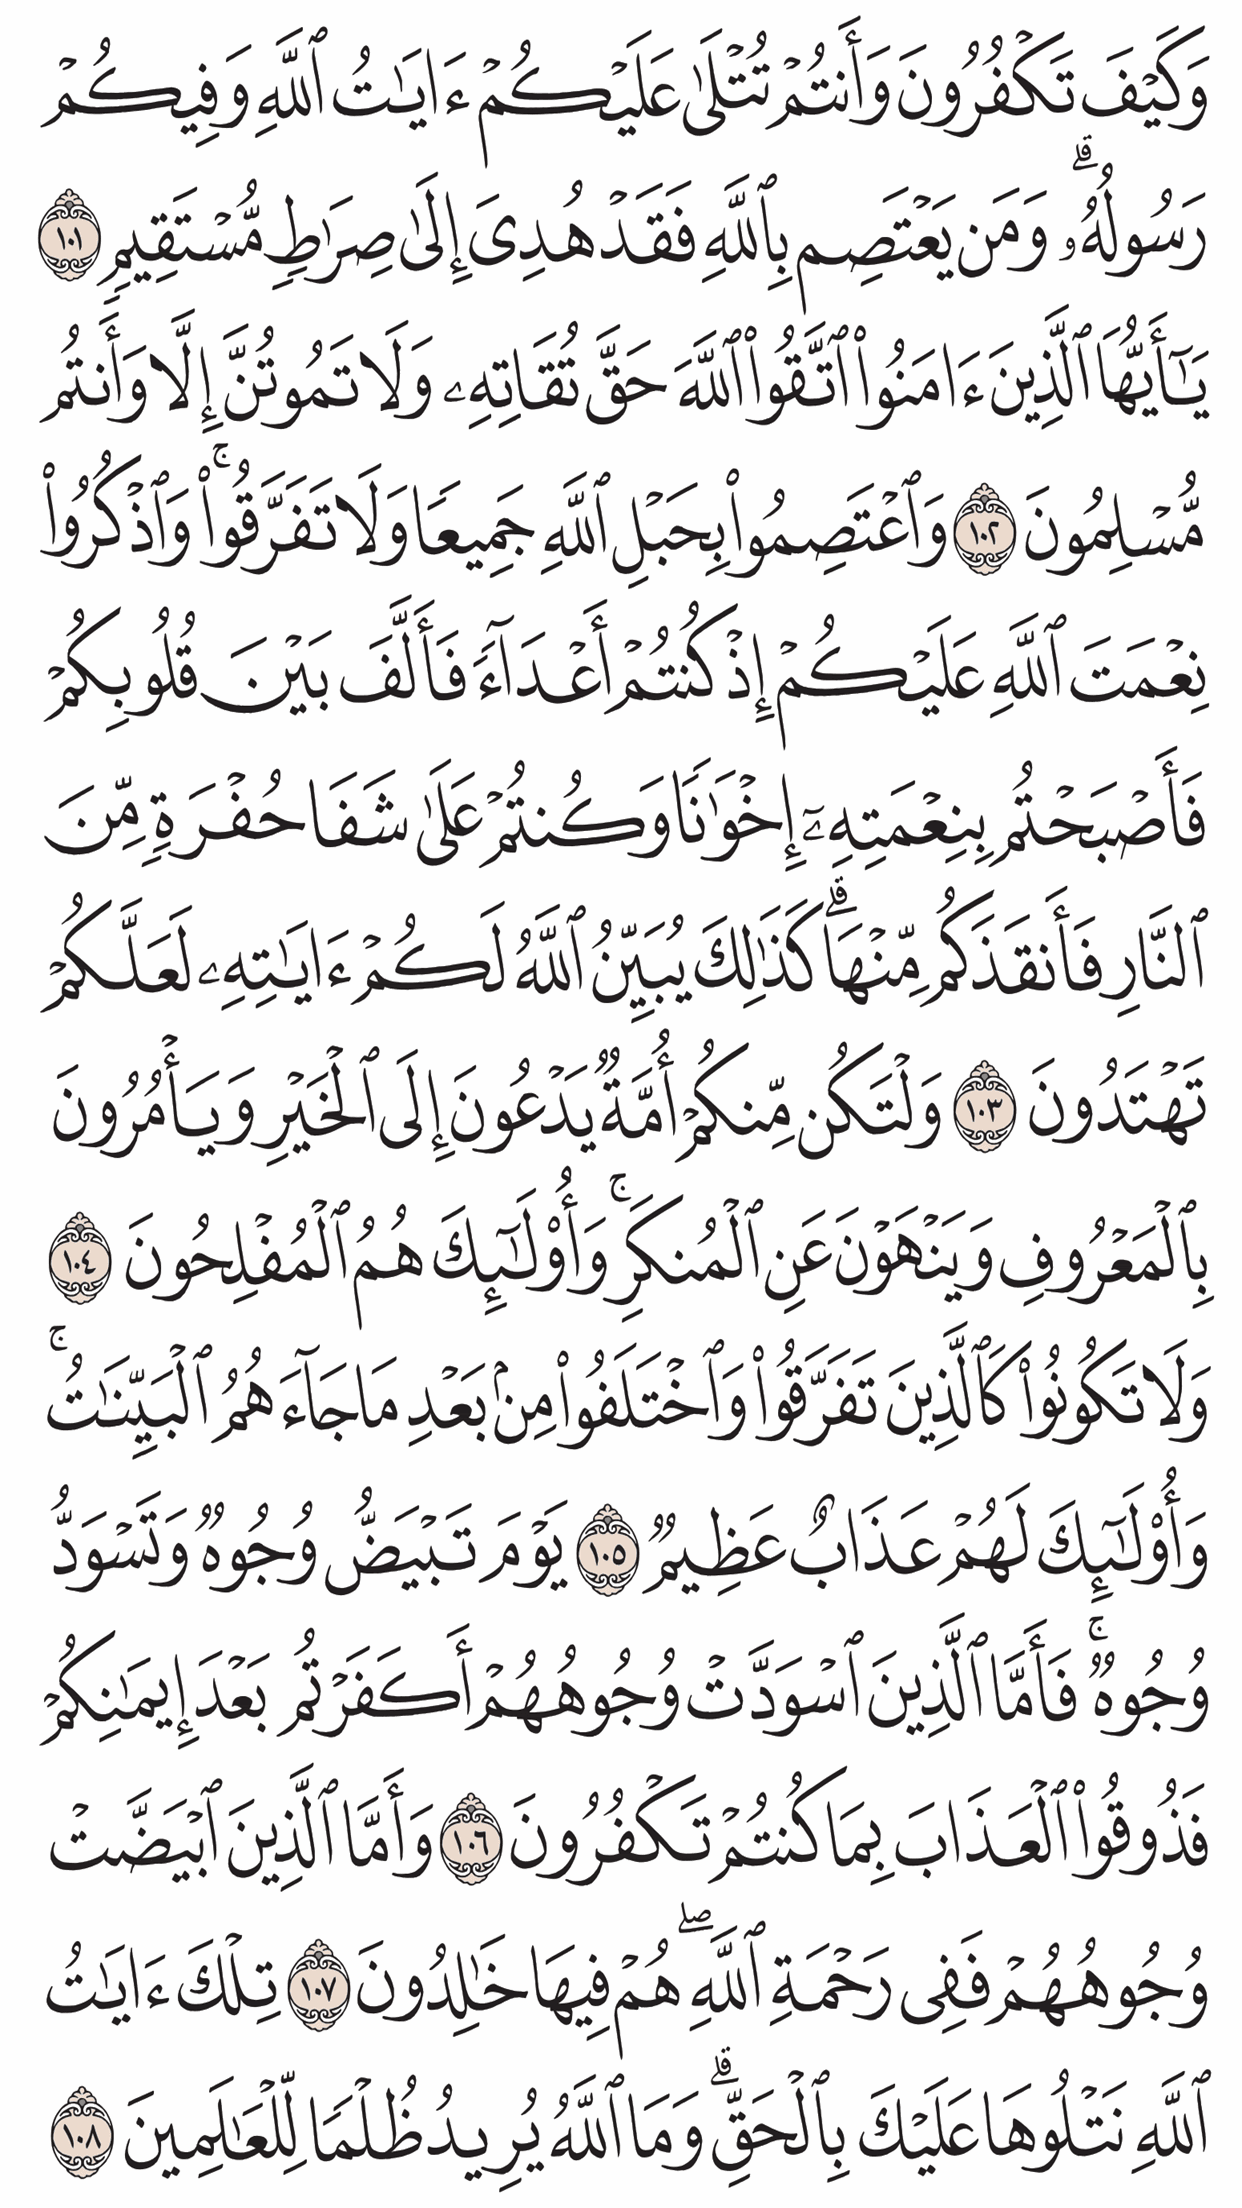 وَكَيْفَ تَكْفُرُونَ وَأَنتُمْ تُتْلَىٰ عَلَيْكُمْ ءَايَٰتُ ٱللَّهِ وَفِيكُمْ
رَسُولُهُۥ ۗ وَمَن يَعْتَصِم بِٱللَّهِ فَقَدْ هُدِىَ إِلَىٰ صِرَٰطٍ مُّسْتَقِيمٍ ١٠١
يَٰٓأَيُّهَا ٱلَّذِينَ ءَامَنُوا۟ ٱتَّقُوا۟ ٱللَّهَ حَقَّ تُقَاتِهِۦ وَلَا تَمُوتُنَّ إِلَّا وَأَنتُم
مُّسْلِمُونَ ١٠٢ وَٱعْتَصِمُوا۟ بِحَبْلِ ٱللَّهِ جَمِيعًا وَلَا تَفَرَّقُوا۟ ۚ وَٱذْكُرُوا۟
نِعْمَتَ ٱللَّهِ عَلَيْكُمْ إِذْ كُنتُمْ أَعْدَآءً فَأَلَّفَ بَيْنَ قُلُوبِكُمْ
فَأَصْبَحْتُم بِنِعْمَتِهِۦٓ إِخْوَٰنًا وَكُنتُمْ عَلَىٰ شَفَا حُفْرَةٍ مِّنَ
ٱلنَّارِ فَأَنقَذَكُم مِّنْهَا ۗ كَذَٰلِكَ يُبَيِّنُ ٱللَّهُ لَكُمْ ءَايَٰتِهِۦ لَعَلَّكُمْ
تَهْتَدُونَ ١٠٣ وَلْتَكُن مِّنكُمْ أُمَّةٌ يَدْعُونَ إِلَى ٱلْخَيْرِ وَيَأْمُرُونَ
بِٱلْمَعْرُوفِ وَيَنْهَوْنَ عَنِ ٱلْمُنكَرِ ۚ وَأُو۟لَٰٓئِكَ هُمُ ٱلْمُفْلِحُونَ ١٠٤
وَلَا تَكُونُوا۟ كَٱلَّذِينَ تَفَرَّقُوا۟ وَٱخْتَلَفُوا۟ مِنۢ بَعْدِ مَا جَآءَهُمُ ٱلْبَيِّنَٰتُ ۚ
وَأُو۟لَٰٓئِكَ لَهُمْ عَذَابٌ عَظِيمٌ ١٠٥ يَوْمَ تَبْيَضُّ وُجُوهٌ وَتَسْوَدُّ
وُجُوهٌ ۚ فَأَمَّا ٱلَّذِينَ ٱسْوَدَّتْ وُجُوهُهُمْ أَكَفَرْتُم بَعْدَ إِيمَٰنِكُمْ
فَذُوقُوا۟ ٱلْعَذَابَ بِمَا كُنتُمْ تَكْفُرُونَ ١٠٦ وَأَمَّا ٱلَّذِينَ ٱبْيَضَّتْ
وُجُوهُهُمْ فَفِى رَحْمَةِ ٱللَّهِ ۖ هُمْ فِيهَا خَٰلِدُونَ ١٠٧ تِلْكَ ءَايَٰتُ
ٱللَّهِ نَتْلُوهَا عَلَيْكَ بِٱلْحَقِّ ۗ وَمَا ٱللَّهُ يُرِيدُ ظُلْمًا لِّلْعَٰلَمِينَ ١٠٨